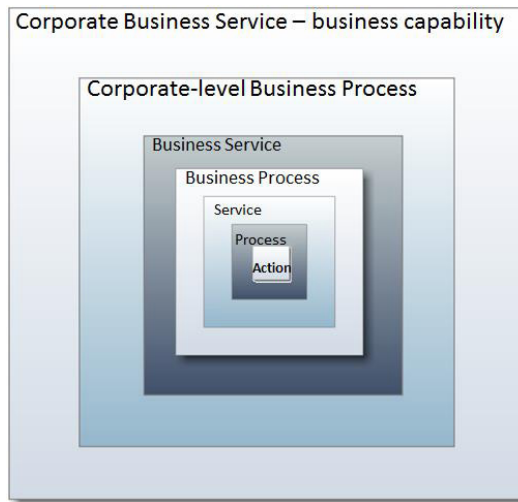 Corporate Business Service – business capability
Corporate-level Business Process
Business Service
Business Process
Service
Process
Action